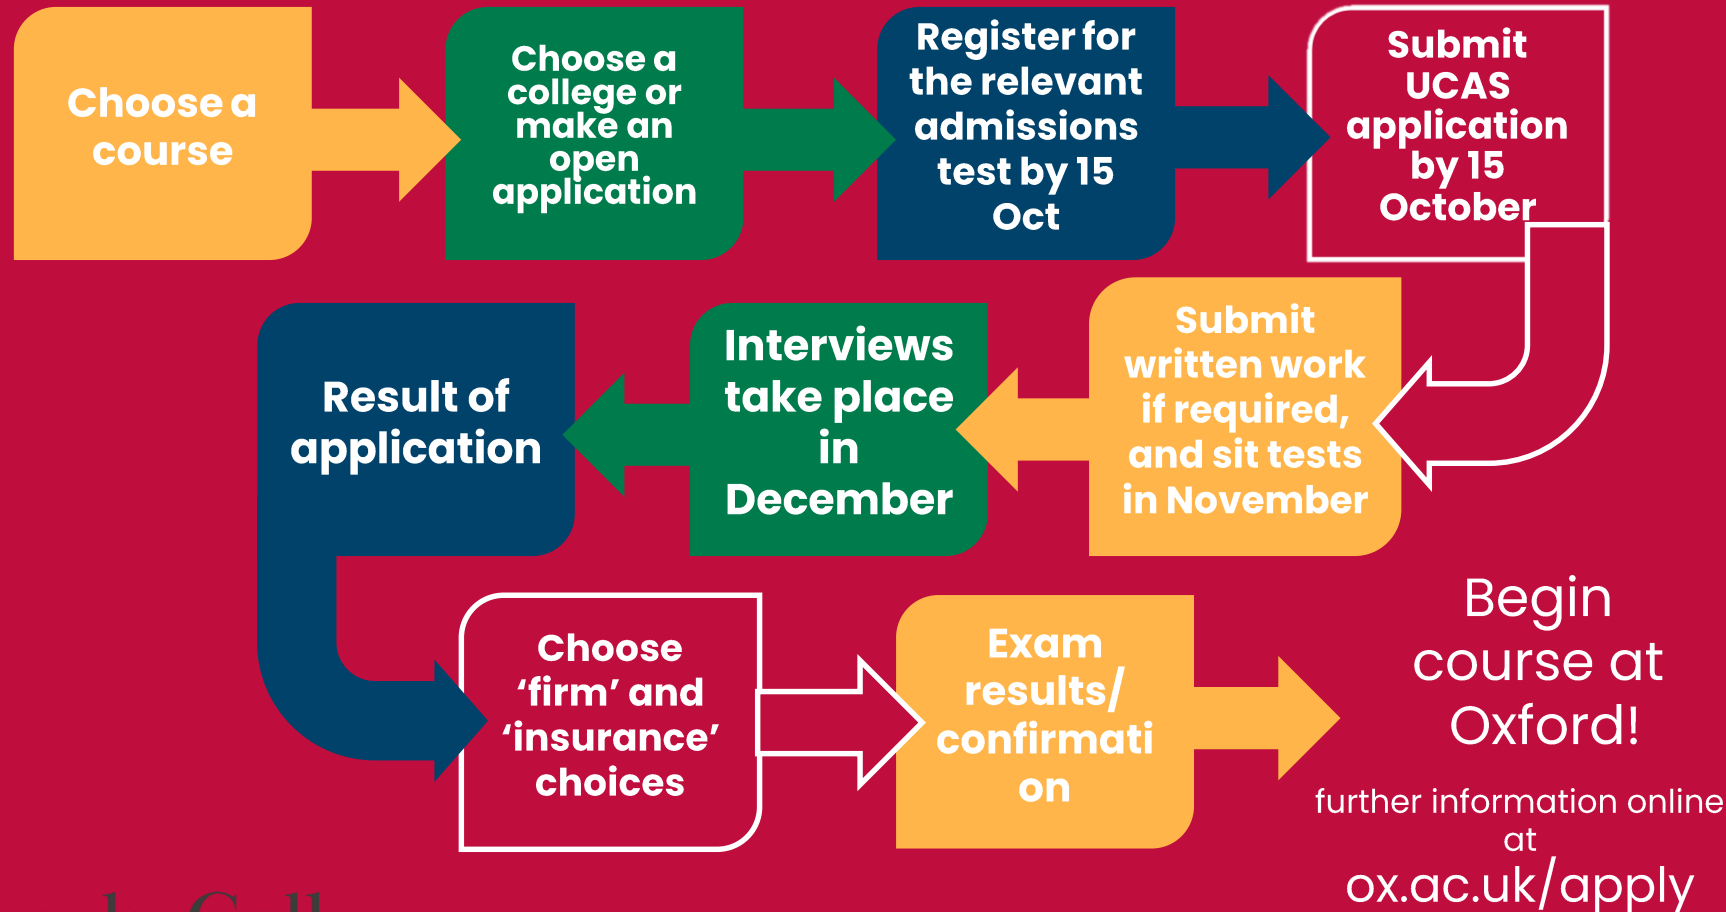 Choose a
course
Choose a
college or
make an
open
application
Register for
the relevant
admissions
test by 15
Oct
Submit
UCAS
application
by 15
October
Submit
written work
if required,
and sit tests
in November
Interviews
take place
in
December
Result of
application
Choose
‘firm’ and
‘insurance’
choices
Exam
results/
confirmati
on
Begin
course at
Oxford!
further information online
at
ox.ac.uk/apply